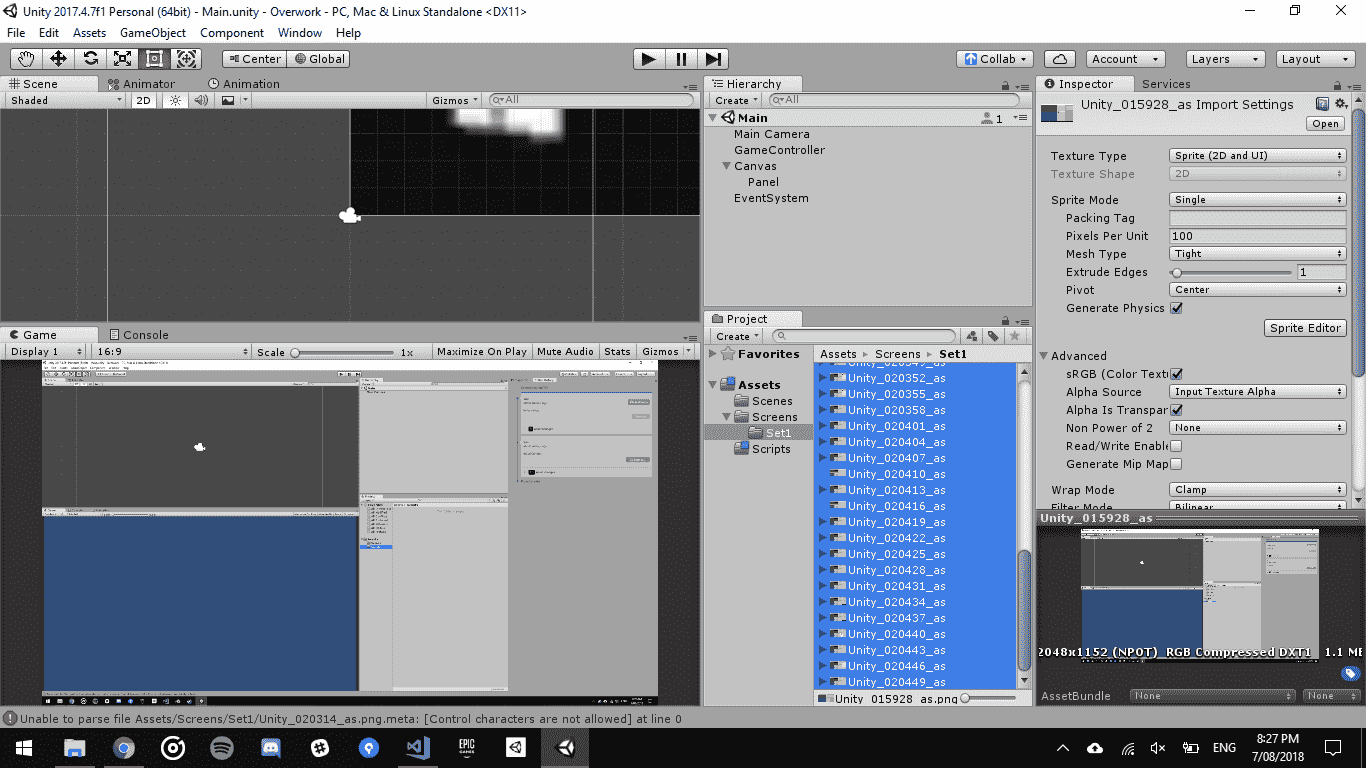 Unity 2017.4.7f1 Personal (64bit) - Main.unity - Overwork - PC, Mac & Linux Standalone <DX11>
File Edit Assets GameObject Component Window Help
Center Global
Collab Account Layers Layout
Scene Animator Animation
Shaded 2D Gizmos All
Hierarchy
Create All
Main 1
Main Camera
GameController
Canvas
Panel
EventSystem
Game Console
Display 1 16:9 Scale 1x Maximize On Play Mute Audio Stats Gizmos
Project
Create
Favorites
Assets
Scenes
Screens
Set1
Scripts
Assets Screens Set1
Unity_020349_as
Unity_020352_as
Unity_020355_as
Unity_020358_as
Unity_020401_as
Unity_020404_as
Unity_020407_as
Unity_020410_as
Unity_020413_as
Unity_020416_as
Unity_020419_as
Unity_020422_as
Unity_020425_as
Unity_020428_as
Unity_020431_as
Unity_020434_as
Unity_020437_as
Unity_020440_as
Unity_020443_as
Unity_020446_as
Unity_020449_as
Unity_015928_as.png
Inspector Services
Unity_015928_as Import Settings
Open
Texture Type Sprite (2D and UI)
Texture Shape 2D
Sprite Mode Single
Packing Tag
Pixels Per Unit 100
Mesh Type Tight
Extrude Edges 1
Pivot Center
Generate Physics
Sprite Editor
Advanced
sRGB (Color Text
Alpha Source Input Texture Alpha
Alpha Is Transpar
Non Power of 2 None
Read/Write Enable
Generate Mip Map
Wrap Mode Clamp
Filter Mode Bilinear
Unity_015928_as
2048x1152 (NPOT) RGB Compressed DXT1 1.1 ME
AssetBundle None None
Unable to parse file Assets/Screens/Set1/Unity_020314_as.png.meta: [Control characters are not allowed] at line 0
EPIC GAMES
ENG
8:27 PM
7/08/2018